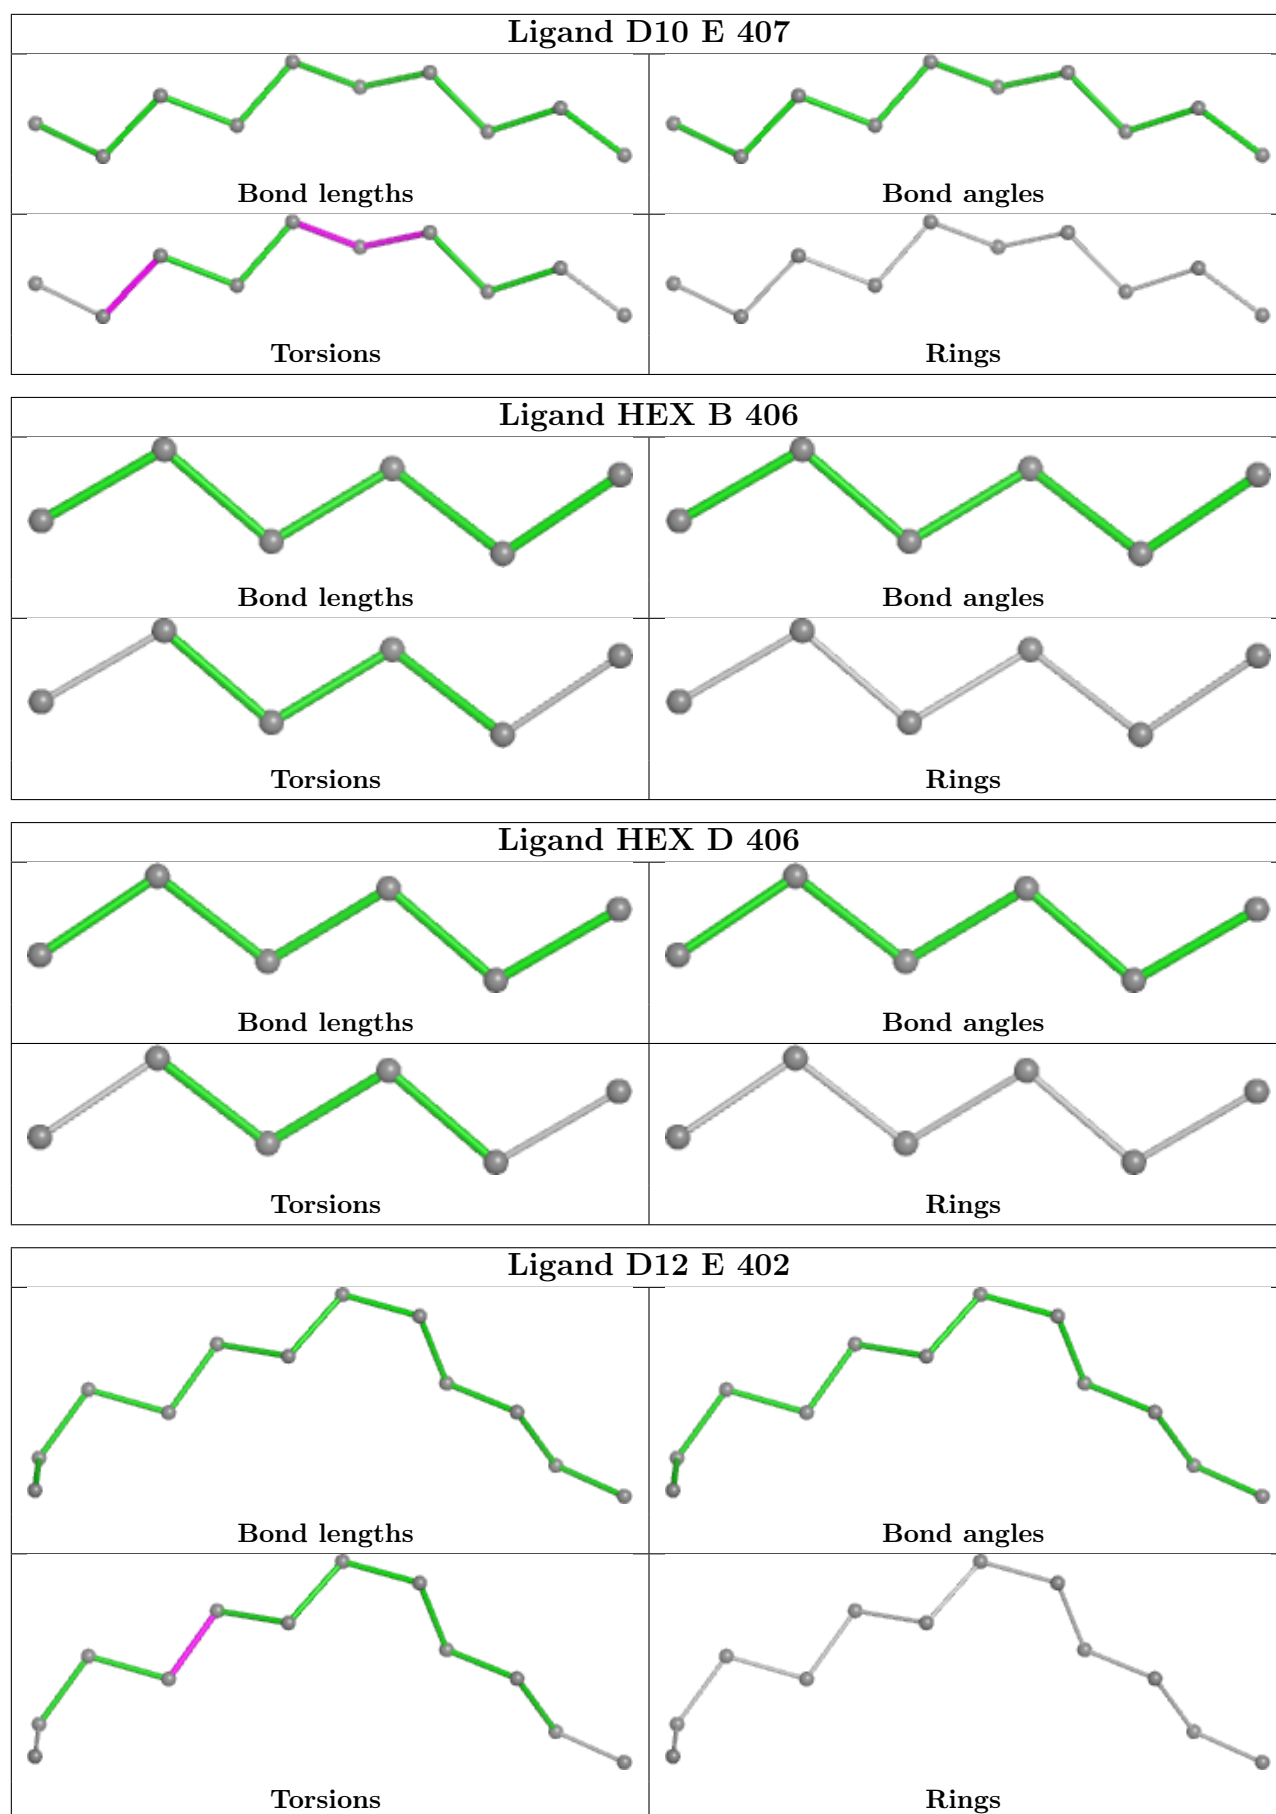 Ligand D10 E 407
Bond lengths
Bond angles
Torsions
Rings
Ligand HEX B 406
Bond lengths
Bond angles
Torsions
Rings
Ligand HEX D 406
Bond lengths
Bond angles
Torsions
Rings
Ligand D12 E 402
Bond lengths
Bond angles
Torsions
Rings